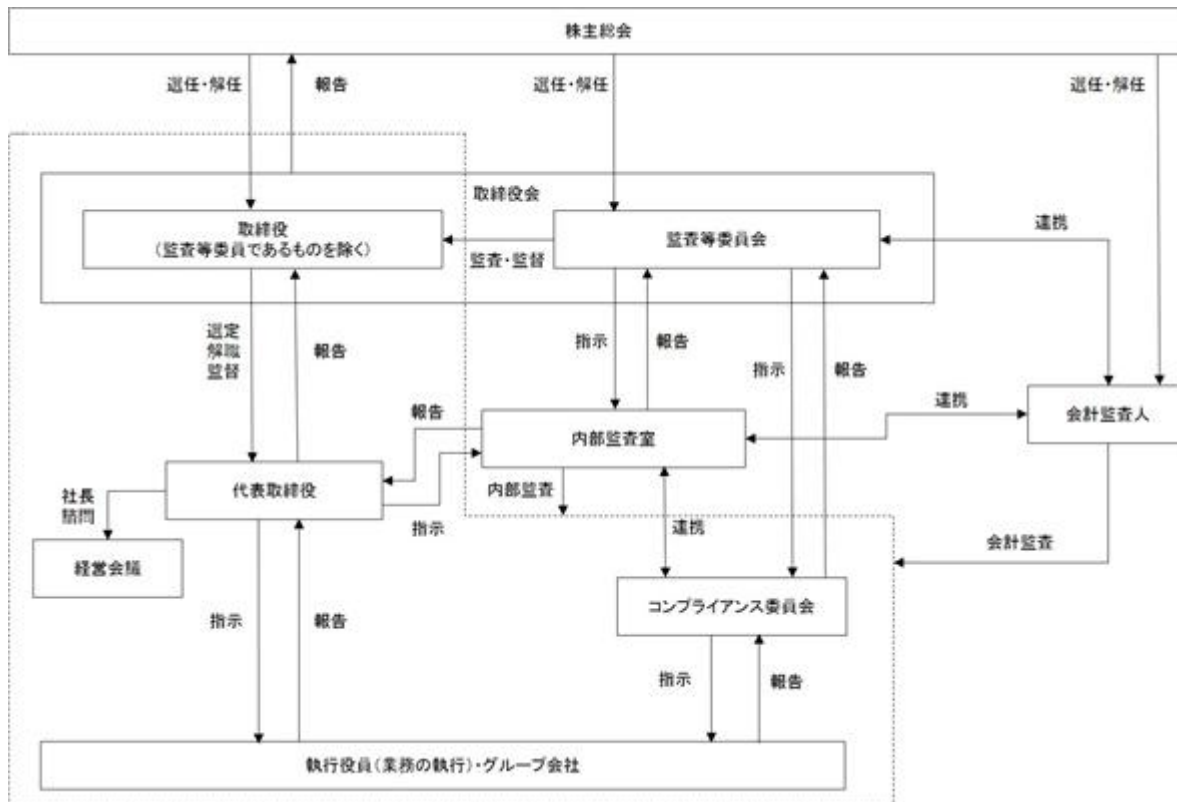 株主総会
選任・解任
報告
選任・解任
選任・解任
取締役会
取締役
(監査等委員であるものを除く)
監査等委員会
連携
監査・監督
選定
解職
監督
報告
指示
報告
指示
報告
連携
会計監査人
報告
内部監査室
代表取締役
社長
諮問
指示
内部監査
連携
会計監査
経営会議
コンプライアンス委員会
指示
報告
指示
報告
執行役員(業務の執行)・グループ会社